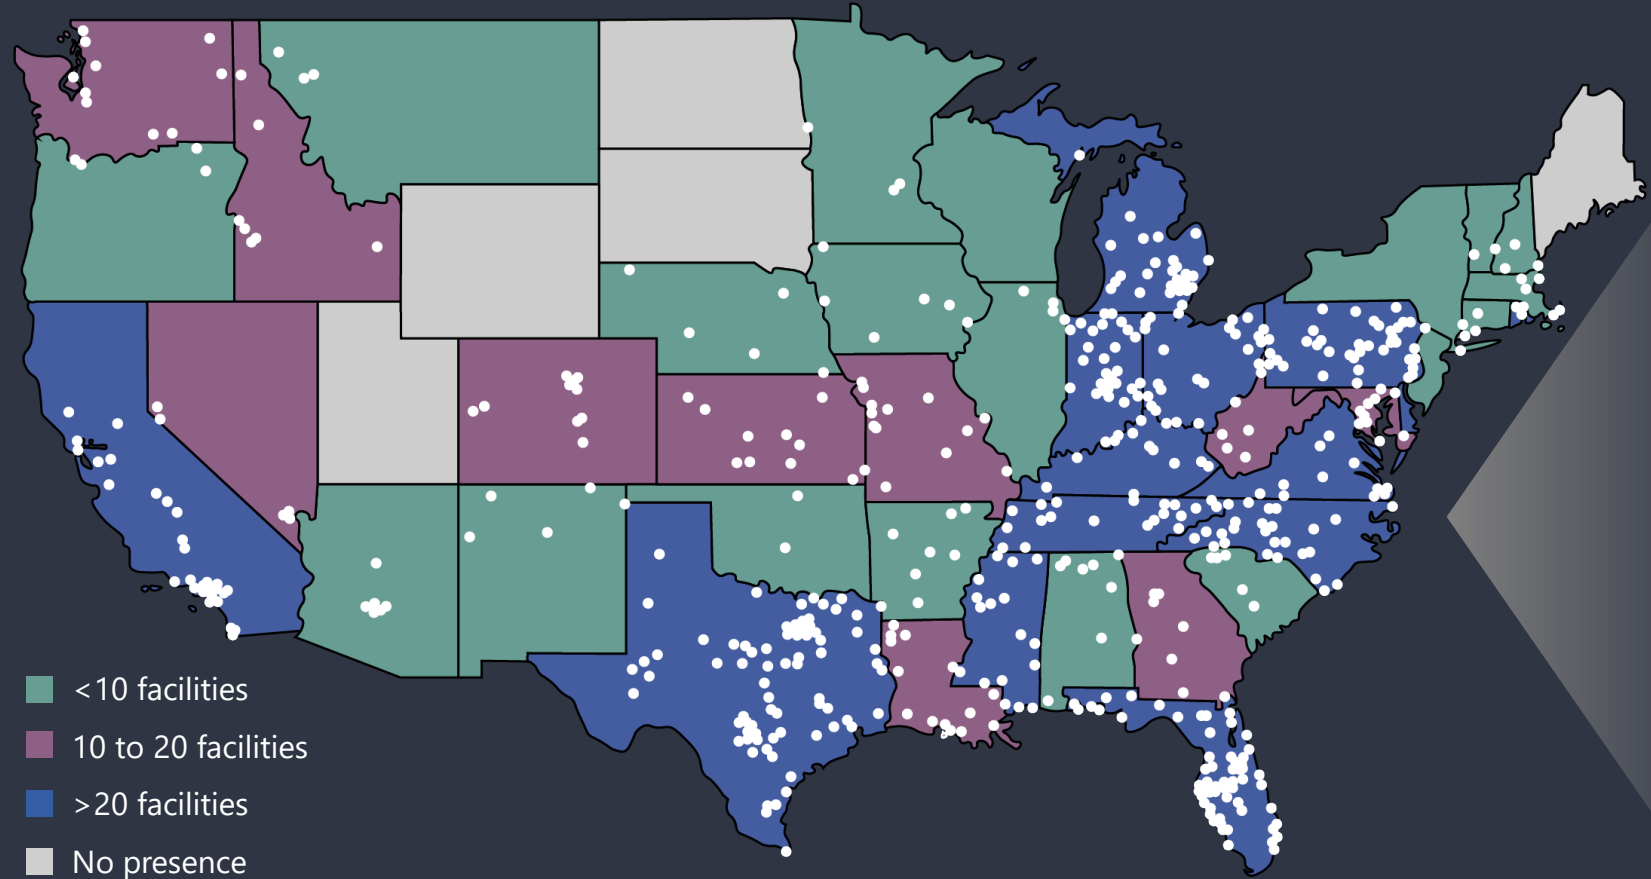 <10 facilities
10 to 20 facilities
>20 facilities
No presence